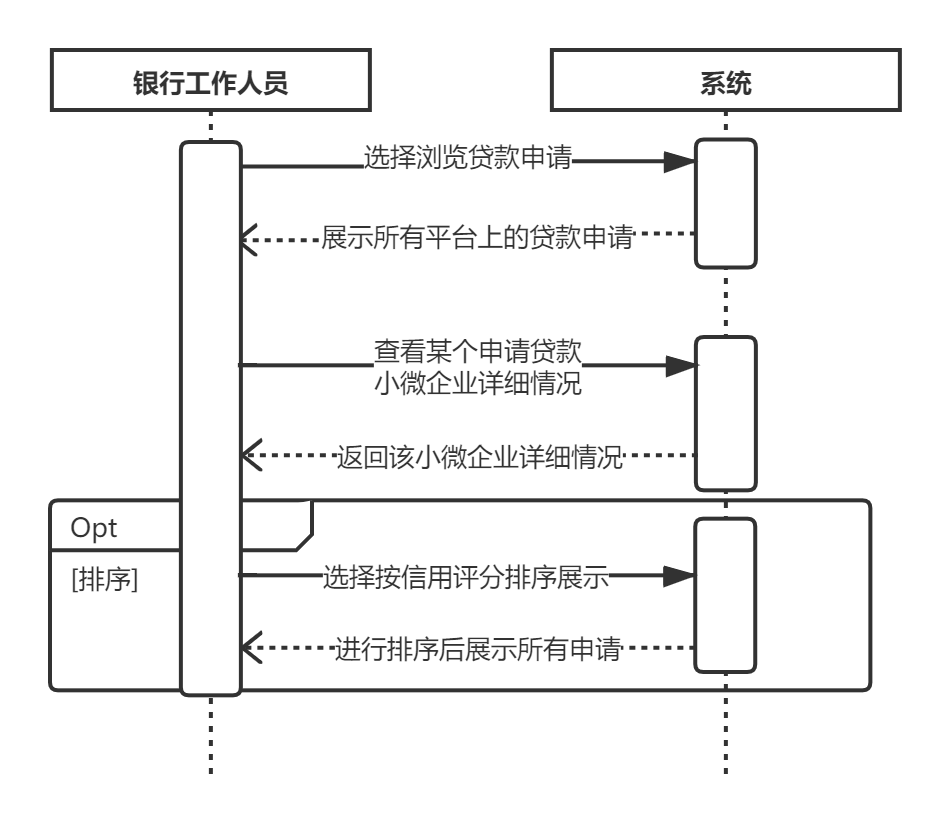 银行工作人员
系统
选择浏览贷款申请
展示所有平台上的贷款申请
查看某个申请贷款
小微企业详细情况
返回该小微企业详细情况
Opt
[排序]
选择按信用评分排序展示
进行排序后展示所有申请